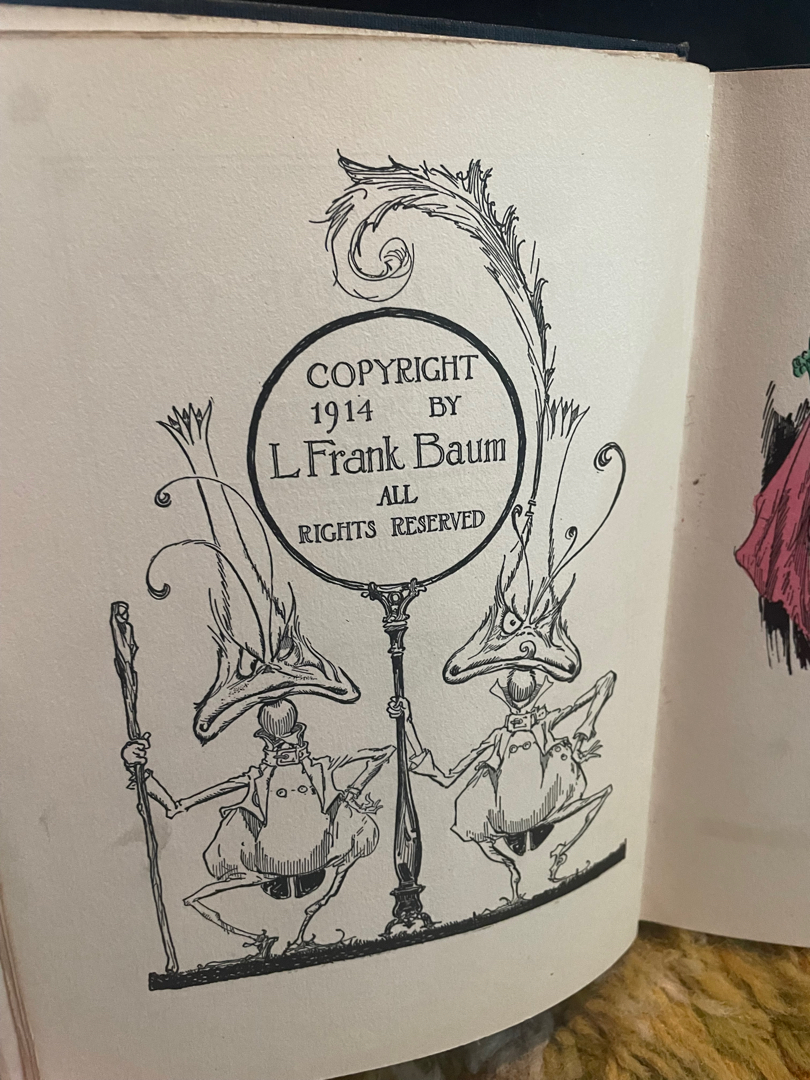 COPYRIGHT
1914 BY
L Frank Baum
ALL
RIGHTS RESERVED